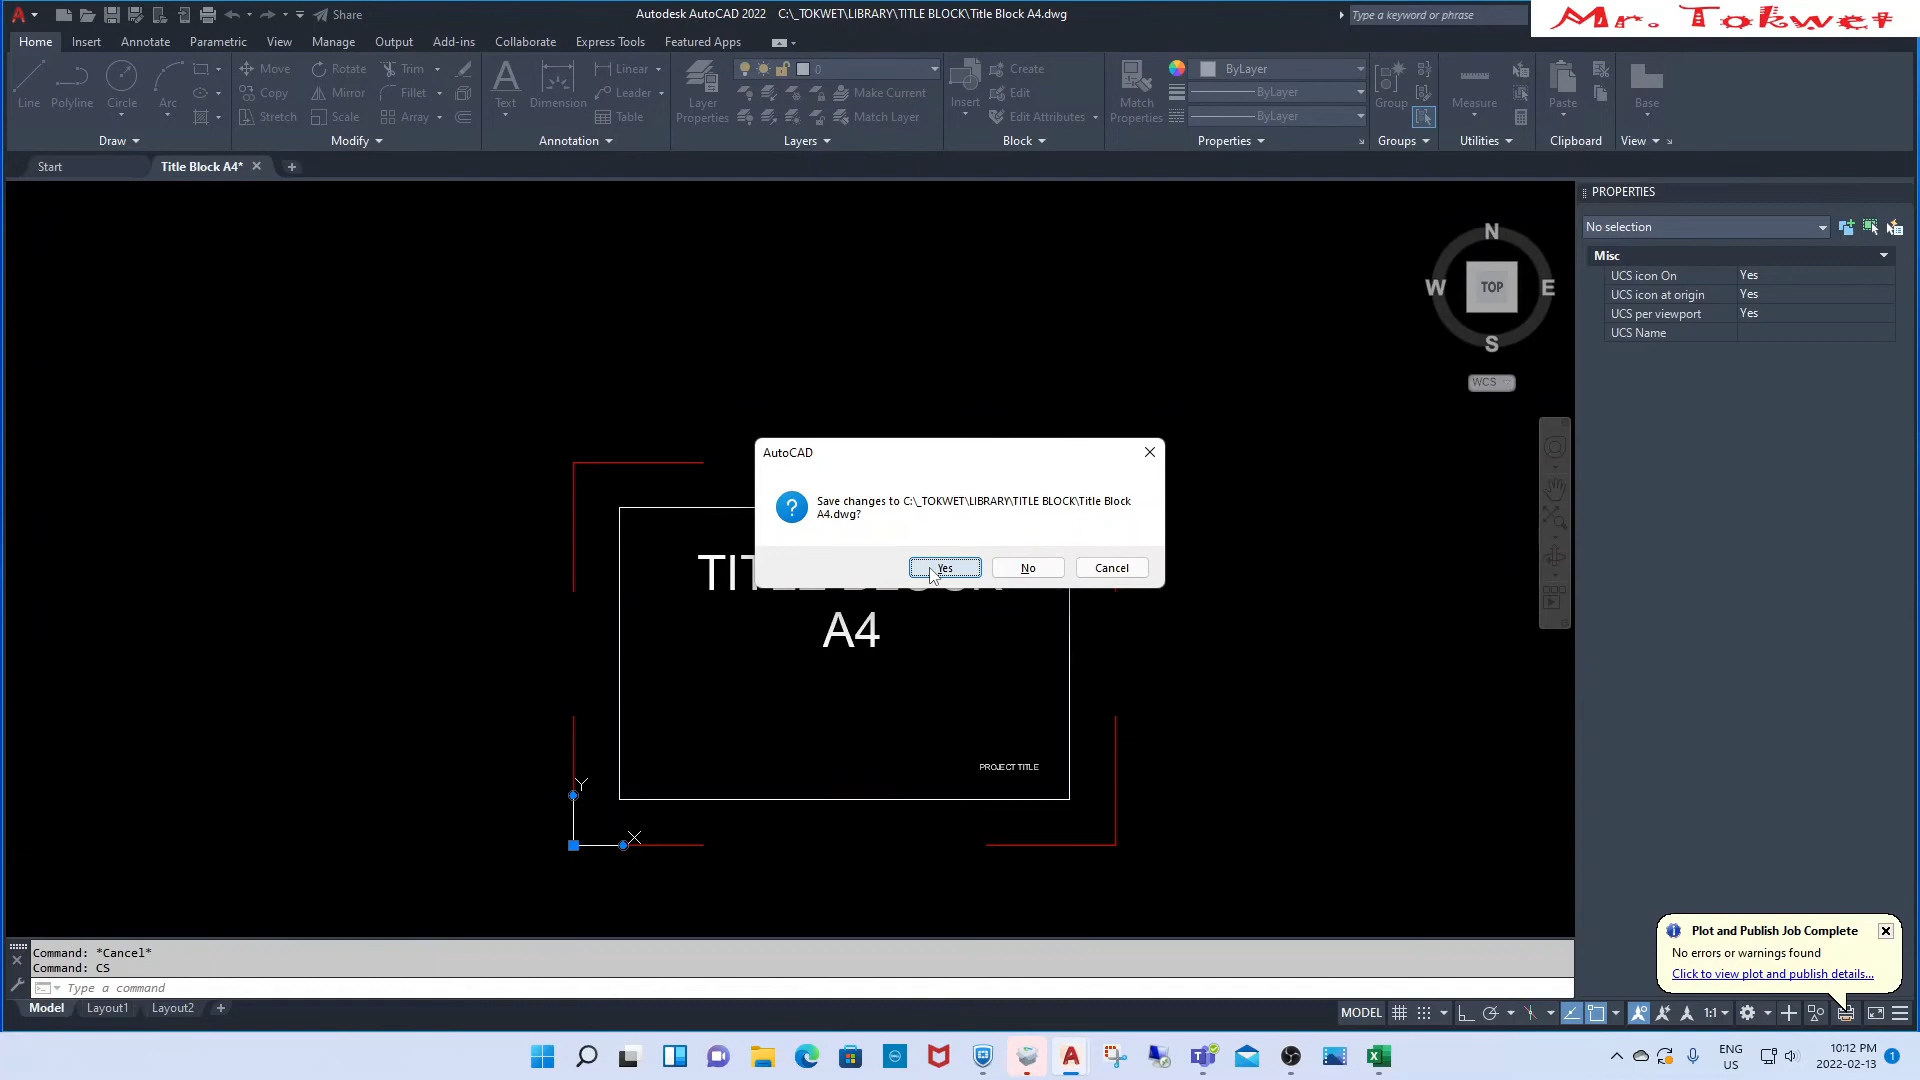 Share
Autodesk AutoCAD 2022 C:\_TOKWET\LIBRARY\TITLE BLOCK\Title Block A4.dwg
Type a keyword or phrase
Mr. Tokwet
Home Insert Annotate Parametric View Manage Output Add-ins Collaborate Express Tools Featured Apps
Line Polyline Circle Arc
Move Rotate Trim
Copy Mirror Fillet
Stretch Scale Array
Text Dimension
Linear
Leader
Table
Layer Properties
0
Make Current
Match Layer
Insert
Create
Edit
Edit Attributes
Match Properties
ByLayer
ByLayer
ByLayer
Group
Measure
Paste
Base
Draw Modify Annotation Layers Block Properties Groups Utilities Clipboard View
Start Title Block A4*
PROPERTIES
No selection
Misc
UCS icon On Yes
UCS icon at origin Yes
UCS per viewport Yes
UCS Name
N
W TOP E
S
WCS
AutoCAD
Save changes to C:\_TOKWET\LIBRARY\TITLE BLOCK\Title Block
A4.dwg?
Yes No Cancel
TITLE BLOCK
A4
PROJECT TITLE
Y
X
Plot and Publish Job Complete
No errors or warnings found
Click to view plot and publish details...
Command: *Cancel*
Command: CS
Type a command
Model Layout1 Layout2
MODEL 1:1
ENG
US
10:12 PM
2022-02-13
1